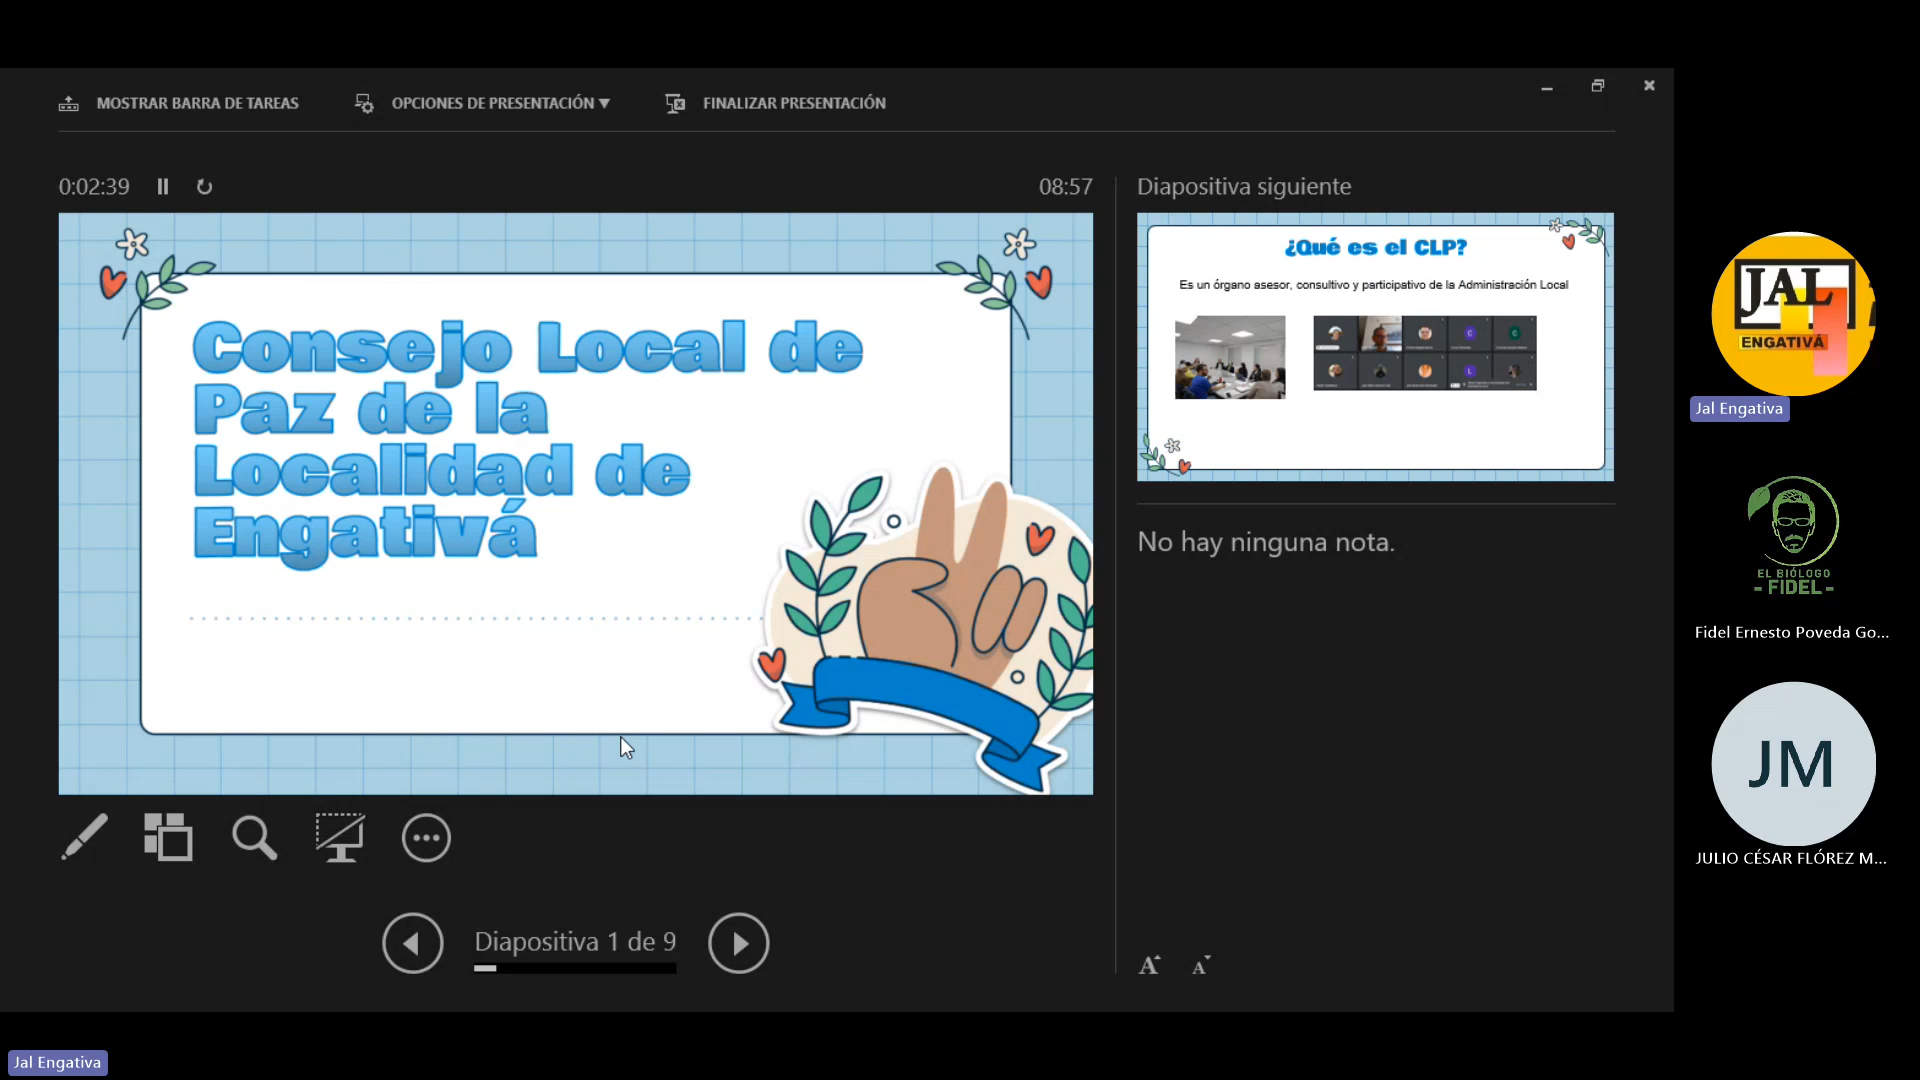 MOSTRAR BARRA DE TAREAS
OPCIONES DE PRESENTACIÓN
FINALIZAR PRESENTACIÓN
0:02:39
08:57
Diapositiva siguiente
Consejo Local de
Paz de la
Localidad de
Engativá
¿Qué es el CLP?
Es un órgano asesor, consultivo y participativo de la Administración Local
C
C
L
No hay ninguna nota.
Diapositiva 1 de 9
A
A
JAL
ENGATIVÁ
Jal Engativa
EL BIÓLOGO
- FIDEL -
Fidel Ernesto Poveda Go...
JM
JULIO CÉSAR FLÓREZ M...
Jal Engativa